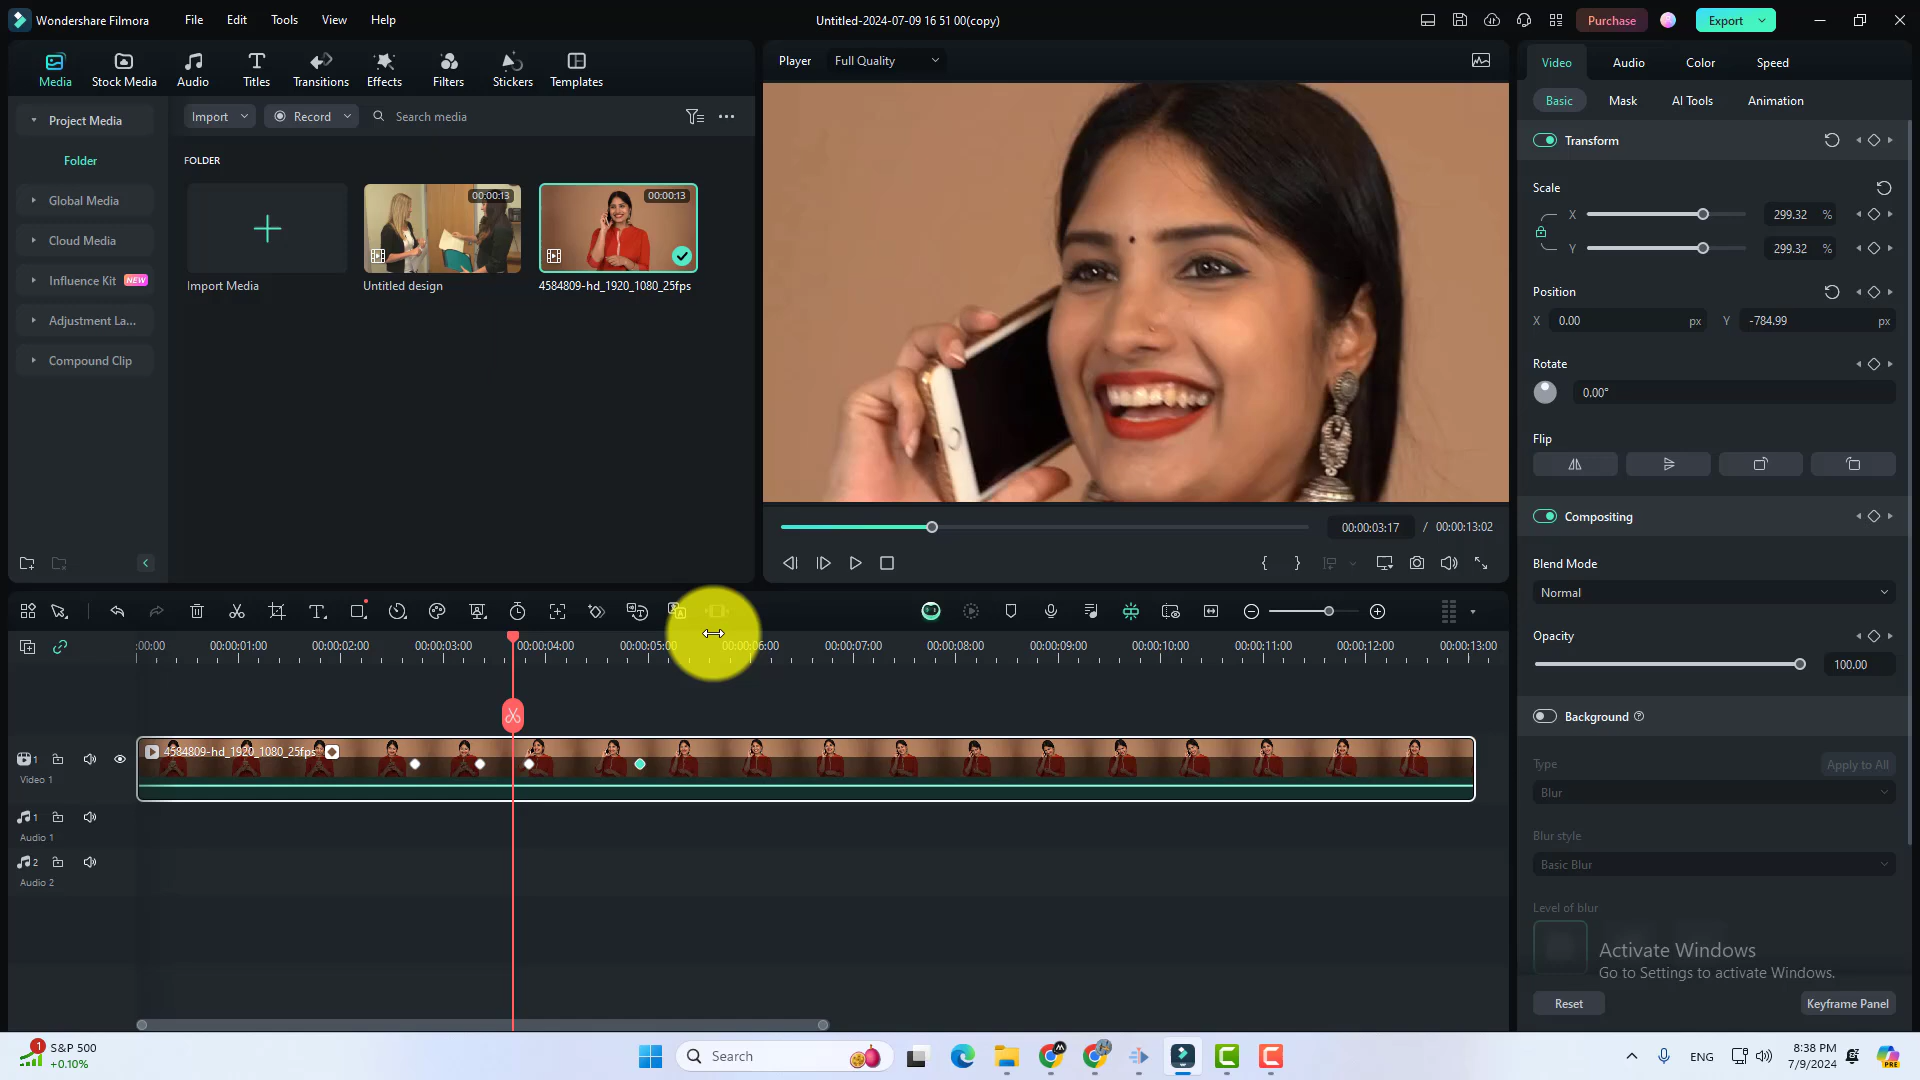 Wondershare Filmora
File
Edit
Tools
View
Help
Untitled-2024-07-09 16 51 00(copy)
Purchase
Export
Media
Stock Media
Audio
Titles
Transitions
Effects
Filters
Stickers
Templates
Player
Full Quality
Video
Audio
Color
Speed
Basic
Mask
AI Tools
Animation
Project Media
Folder
Global Media
Cloud Media
Influence Kit NEW
Adjustment La...
Compound Clip
Import
Record
Search media
FOLDER
Import Media
00:00:13
Untitled design
00:00:13
4584809-hd_1920_1080_25fps
00:00:03:17 / 00:00:13:02
Transform
Scale
X 299.32 %
Y 299.32 %
Position
X 0.00 px Y -784.99 px
Rotate
0.00°
Flip
Compositing
Blend Mode
Normal
Opacity
100.00
Background
Type Apply to All
Blur
Blur style
Basic Blur
Level of blur
Activate Windows
Go to Settings to activate Windows.
Reset
Keyframe Panel
:00:00 00:00:01:00 00:00:02:00 00:00:03:00 00:00:04:00 00:00:05:00 00:00:06:00 00:00:07:00 00:00:08:00 00:00:09:00 00:00:10:00 00:00:11:00 00:00:12:00 00:00:13:00
4584809-hd_1920_1080_25fps
1
Video 1
1
Audio 1
2
Audio 2
1
S&P 500
+0.10%
Search
ENG
8:38 PM
7/9/2024
PRE